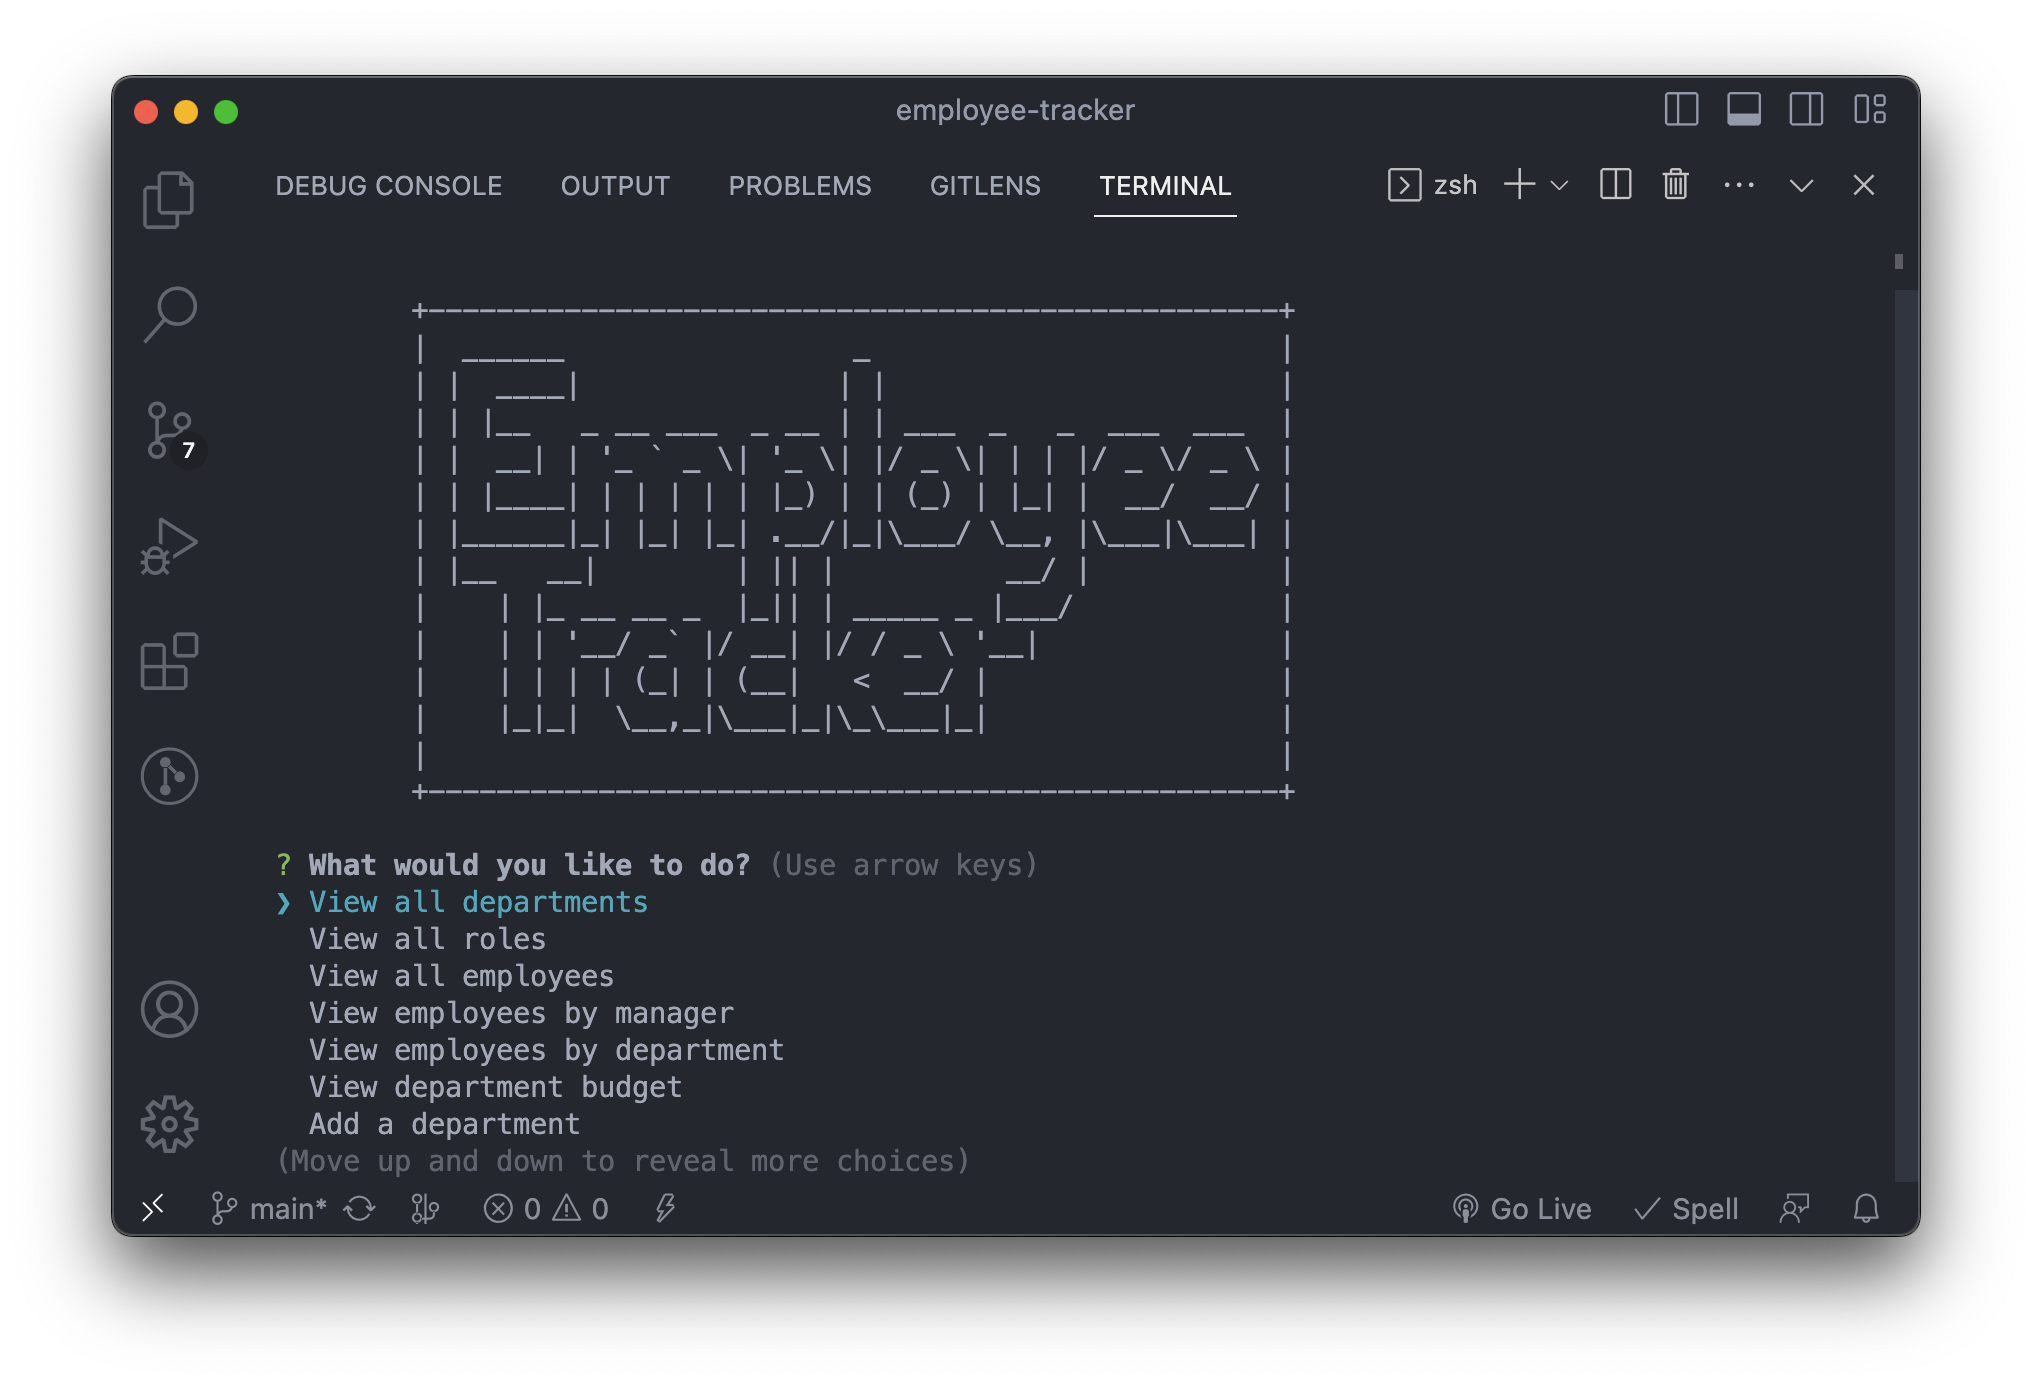 employee-tracker
DEBUG CONSOLE OUTPUT PROBLEMS GITLENS TERMINAL zsh
7
Employee
Tracker
? What would you like to do? (Use arrow keys)
❯ View all departments
View all roles
View all employees
View employees by manager
View employees by department
View department budget
Add a department
(Move up and down to reveal more choices)
main* 0 0 Go Live Spell